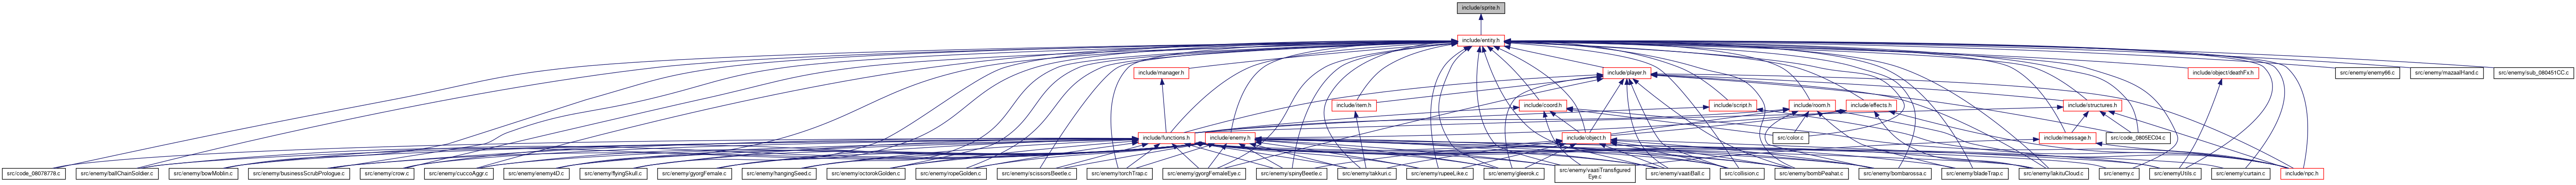 include/sprite.h
include/entity.h
include/manager.h
include/player.h
include/object/deathFx.h
src/enemy/enemy66.c
src/enemy/mazaalHand.c
src/enemy/sub_080451CC.c
include/item.h
include/coord.h
include/script.h
include/room.h
include/effects.h
include/structures.h
include/functions.h
include/enemy.h
include/object.h
src/color.c
include/message.h
src/code_0805EC04.c
src/code_08078778.c
src/enemy/ballChainSoldier.c
src/enemy/bowMoblin.c
src/enemy/businessScrubPrologue.c
src/enemy/crow.c
src/enemy/cuccoAggr.c
src/enemy/enemy4D.c
src/enemy/flyingSkull.c
src/enemy/gyorgFemale.c
src/enemy/hangingSeed.c
src/enemy/octorokGolden.c
src/enemy/ropeGolden.c
src/enemy/scissorsBeetle.c
src/enemy/torchTrap.c
src/enemy/gyorgFemaleEye.c
src/enemy/spinyBeetle.c
src/enemy/takkuri.c
src/enemy/rupeeLike.c
src/enemy/gleerok.c
src/enemy/vaatiTransfigured
Eye.c
src/enemy/vaatiBall.c
src/collision.c
src/enemy/bombPeahat.c
src/enemy/bombarossa.c
src/enemy/bladeTrap.c
src/enemy/lakituCloud.c
src/enemy.c
src/enemyUtils.c
src/enemy/curtain.c
include/npc.h